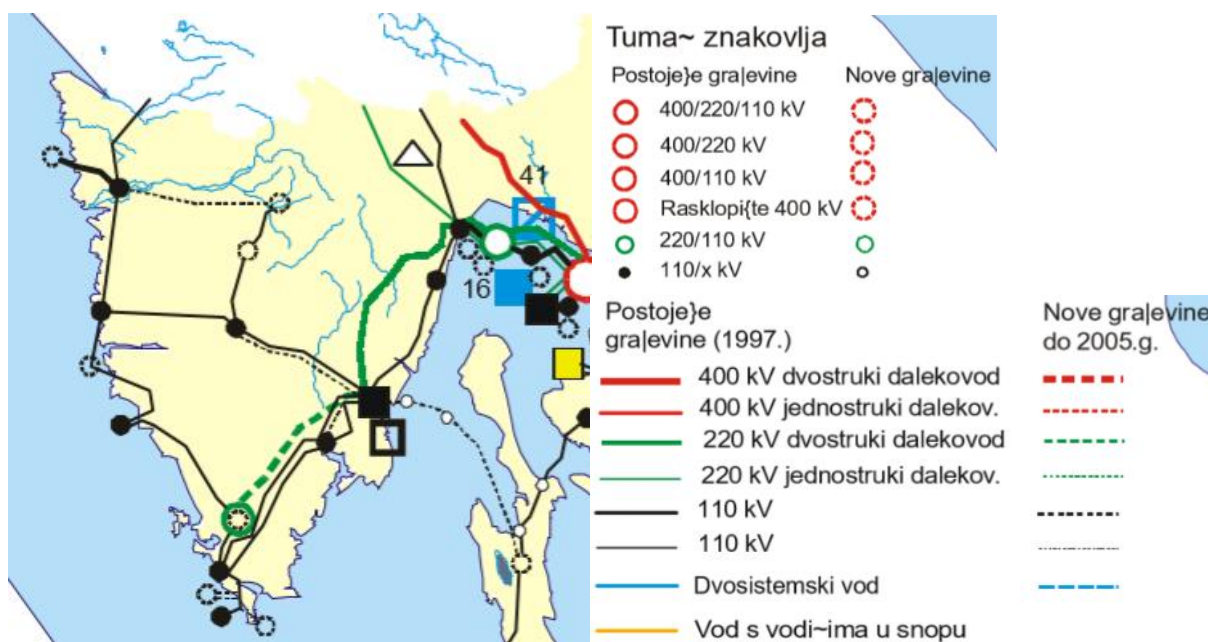 41
16
Tuma~ znakovlja
Postoje}e gra|evine Nove gra|evine
400/220/110 kV
400/220 kV
400/110 kV
Rasklopi{te 400 kV
220/110 kV
110/x kV
Postoje}e Nove gra|evine
gra|evine (1997.) do 2005.g.
400 kV dvostruki dalekovod
400 kV jednostruki dalekov.
220 kV dvostruki dalekovod
220 kV jednostruki dalekov.
110 kV
110 kV
Dvosistemski vod
Vod s vodi~ima u snopu